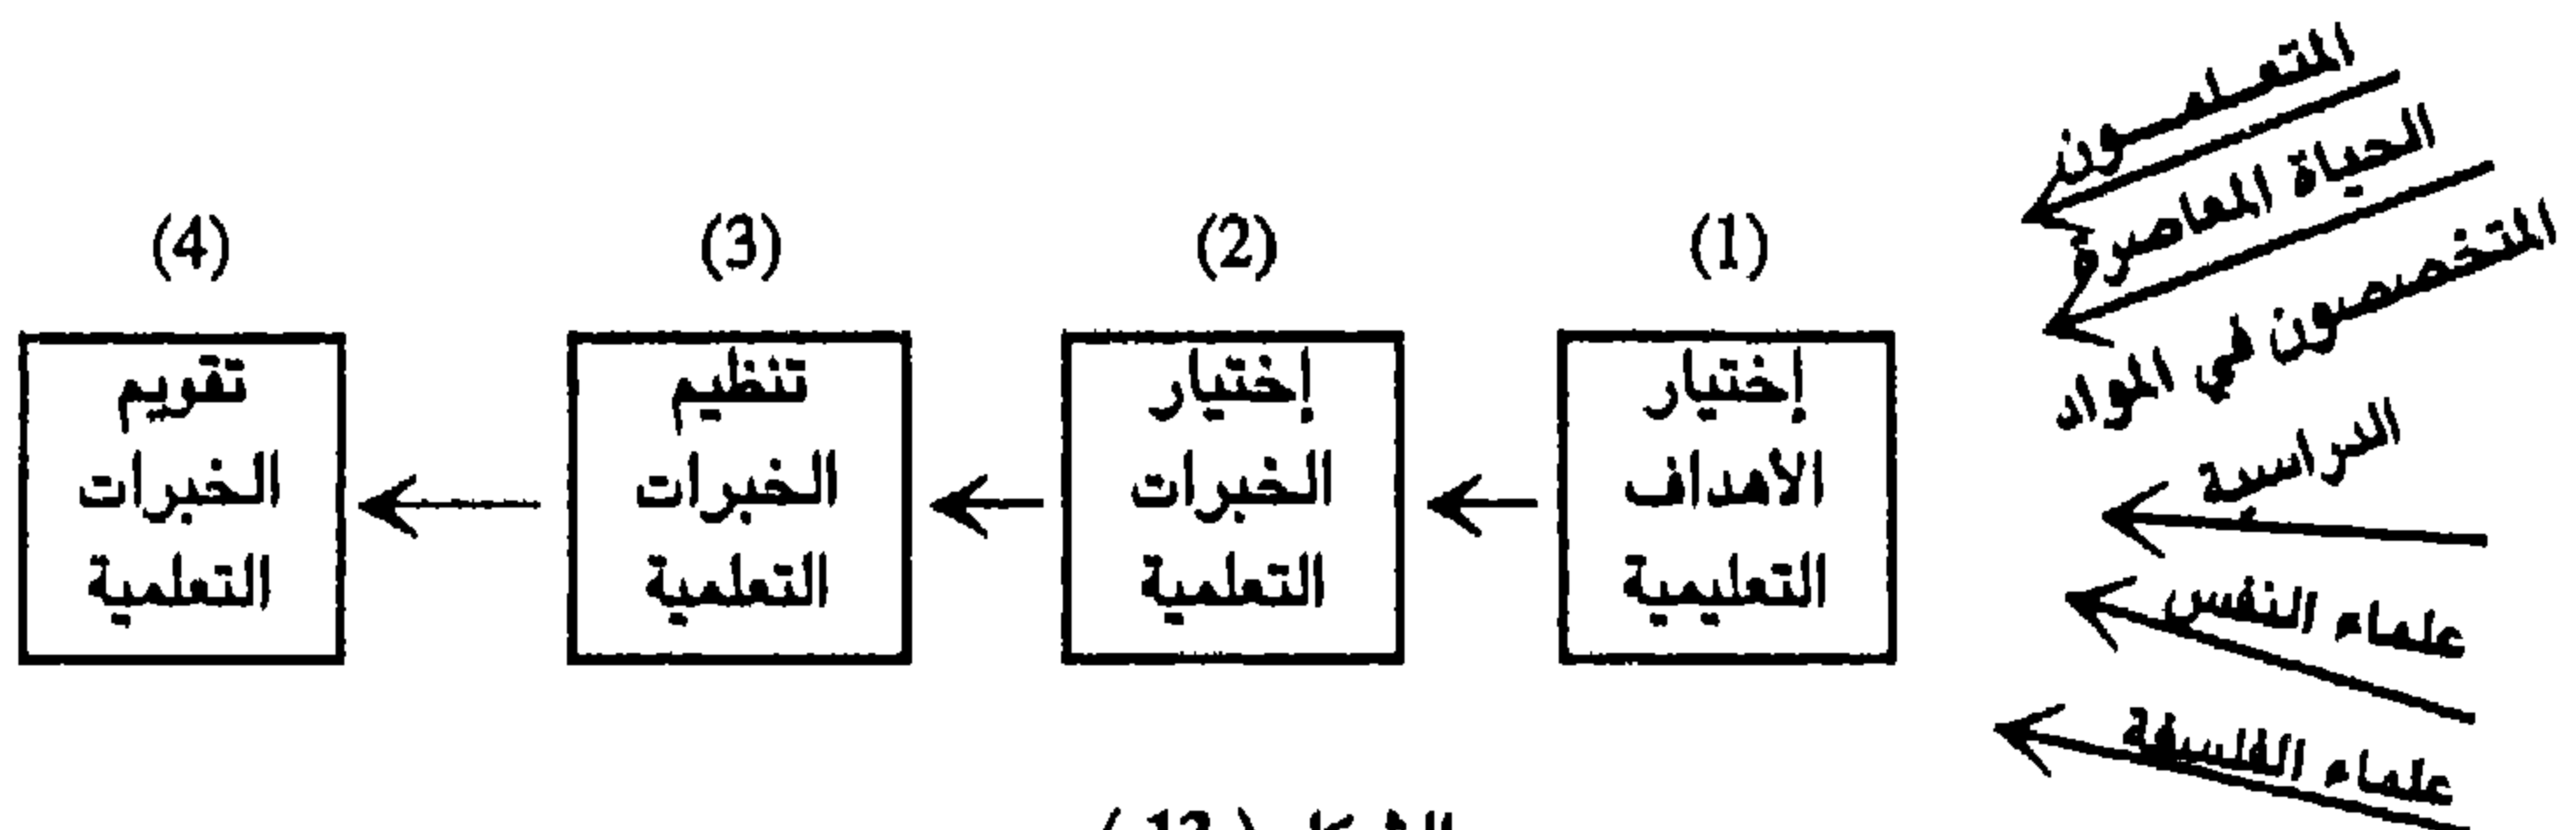 المتعلمون
الحياة المعاصرة
المتخصصون في المواد
الدراسية
علماء النفس
علماء الفلسفة
(1)
إختيار
الأهداف
التعليمية
(2)
إختيار
الخبرات
التعلمية
(3)
تنظيم
الخبرات
التعلمية
(4)
تقويم
الخبرات
التعلمية